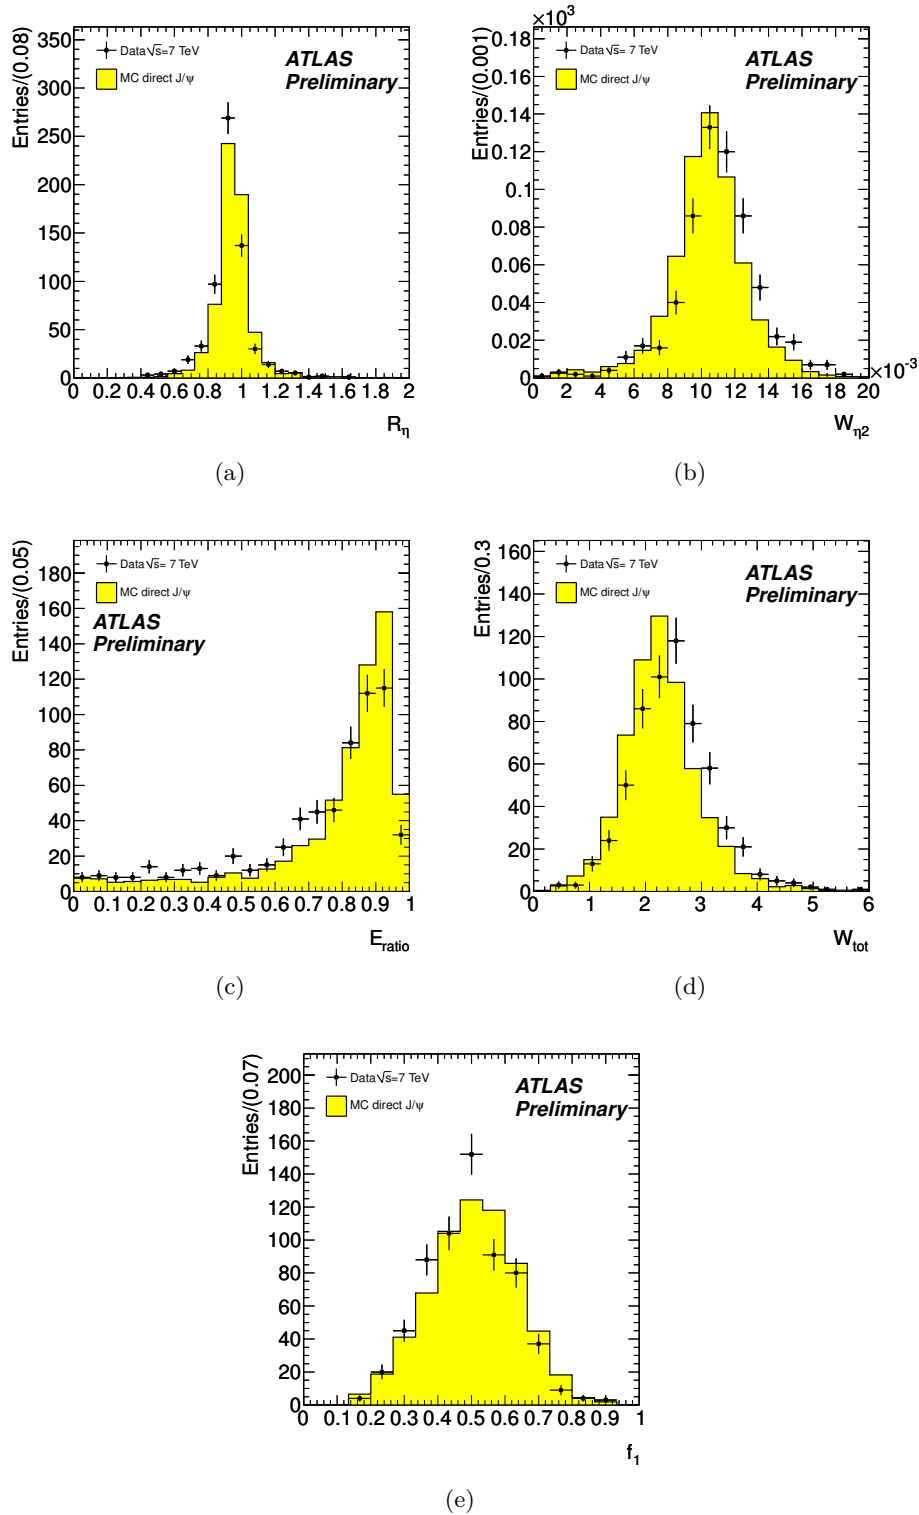 Entries/(0.08)
350
300
250
200
150
100
50
0
Data√s=7 TeV
MC direct J/ψ
ATLAS
Preliminary
0 0.2 0.4 0.6 0.8 1 1.2 1.4 1.6 1.8 2
Rη
(a)
×10³
Entries/(0.001)
0.18
0.16
0.14
0.12
0.1
0.08
0.06
0.04
0.02
0
Data√s= 7 TeV
MC direct J/ψ
ATLAS
Preliminary
0 2 4 6 8 10 12 14 16 18 20
×10⁻³
Wη2
(b)
Entries/(0.05)
180
160
140
120
100
80
60
40
20
0
Data√s= 7 TeV
MC direct J/ψ
ATLAS
Preliminary
0 0.1 0.2 0.3 0.4 0.5 0.6 0.7 0.8 0.9 1
Eratio
(c)
Entries/0.3
160
140
120
100
80
60
40
20
0
Data√s= 7 TeV
MC direct J/ψ
ATLAS
Preliminary
0 1 2 3 4 5 6
Wtot
(d)
Entries/(0.07)
200
180
160
140
120
100
80
60
40
20
0
Data√s=7 TeV
MC direct J/ψ
ATLAS
Preliminary
0 0.1 0.2 0.3 0.4 0.5 0.6 0.7 0.8 0.9 1
f1
(e)